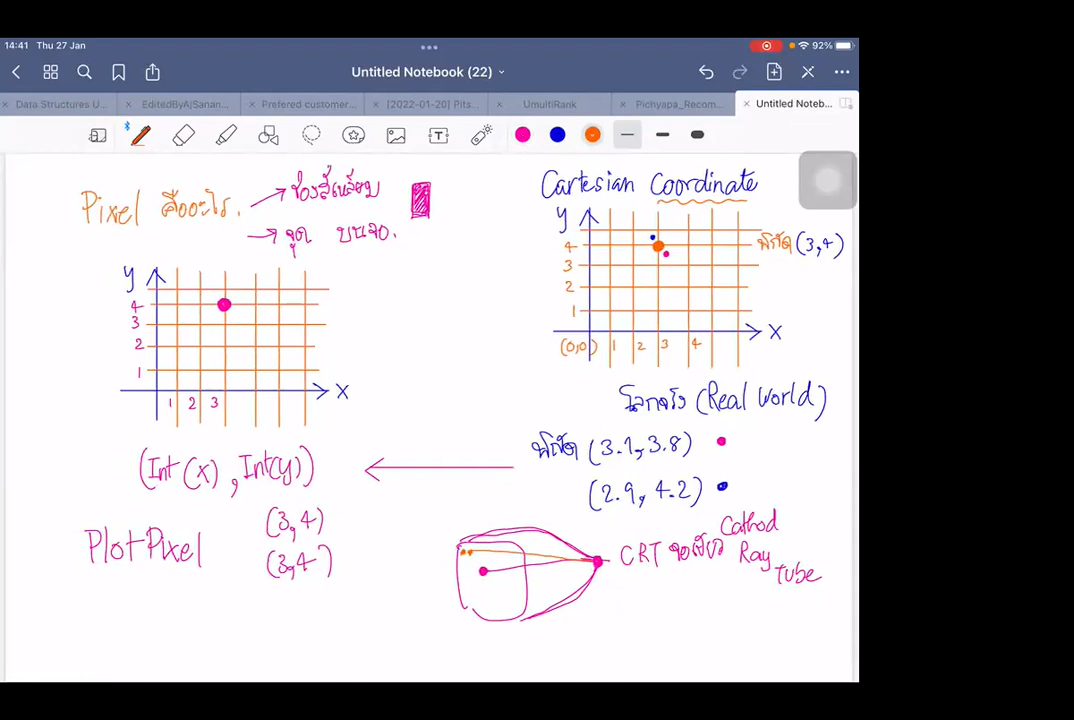 14:41 Thu 27 Jan
92%
Untitled Notebook (22)
Data Structures U...
EditedByA/Sanan...
Prefered customer...
[2022-01-20] Pits...
UmultiRank
Pichyapa_Recom...
Untitled Noteb...
Pixel คืออะไร.
ช่องสี่เหลี่ยม
จุด บนจอ.
Y
4
3
2
1
1 2 3
X
(Int(x), Int(y))
PlotPixel
(3,4)
(3,4)
Cartesian Coordinate
Y
4
3
2
1
(0,0) 1 2 3 4
X
พิกัด (3,4)
โลกจริง (Real World)
พิกัด (3.1, 3.8)
(2.9, 4.2)
CRT
Cathod
Ray
Tube